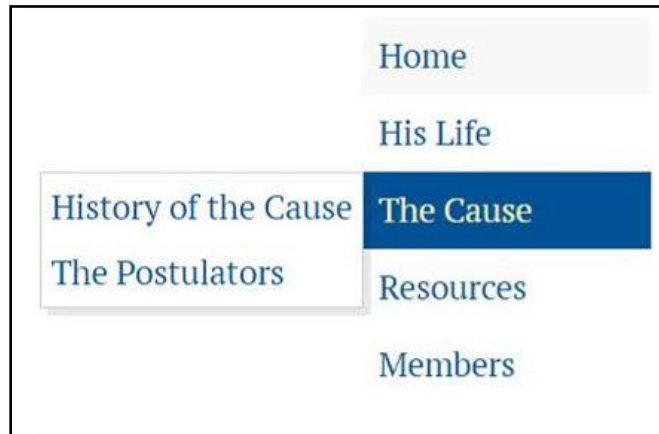 Home
His Life
The Cause
History of the Cause
The Postulators
Resources
Members